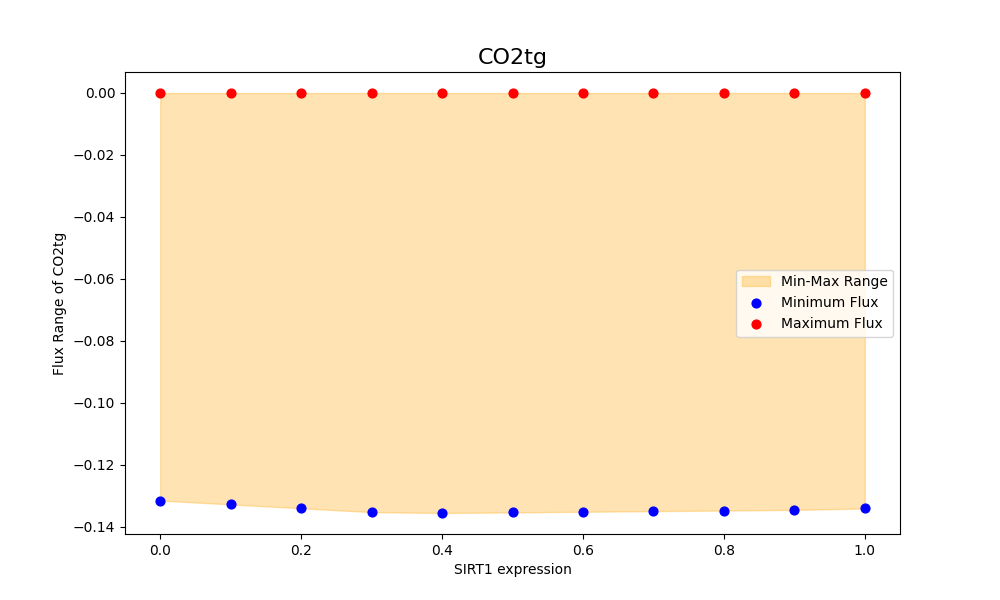 CO2tg
0.00
−0.02
−0.04
−0.06
−0.08
−0.10
−0.12
−0.14
Flux Range of CO2tg
Min-Max Range
Minimum Flux
Maximum Flux
0.0 0.2 0.4 0.6 0.8 1.0
SIRT1 expression